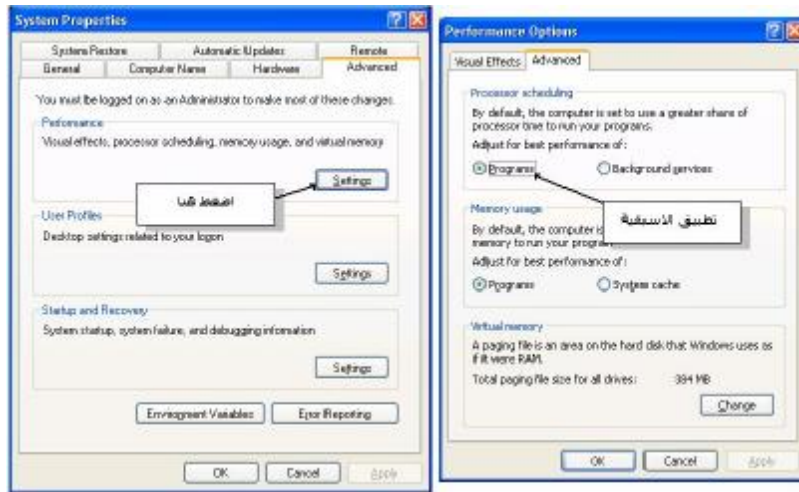 System Properties
System Restore
Automatic Updates
Remote
General
Computer Name
Hardware
Advanced
You must be logged on as an Administrator to make most of these changes.
Performance
Visual effects, processor scheduling, memory usage, and virtual memory
Settings
اضغط هنا
User Profiles
Desktop settings related to your logon
Settings
Startup and Recovery
System startup, system failure, and debugging information
Settings
Environment Variables
Error Reporting
OK
Cancel
Apply
Performance Options
Visual Effects
Advanced
Processor scheduling
By default, the computer is set to use a greater share of
processor time to run your programs.
Adjust for best performance of:
Programs
Background services
تطبيق الاسبقية
Memory usage
By default, the computer is
memory to run your program
Adjust for best performance of:
Programs
System cache
Virtual memory
A paging file is an area on the hard disk that Windows uses as
if it were RAM.
Total paging file size for all drives:
384 MB
Change
OK
Cancel
Apply